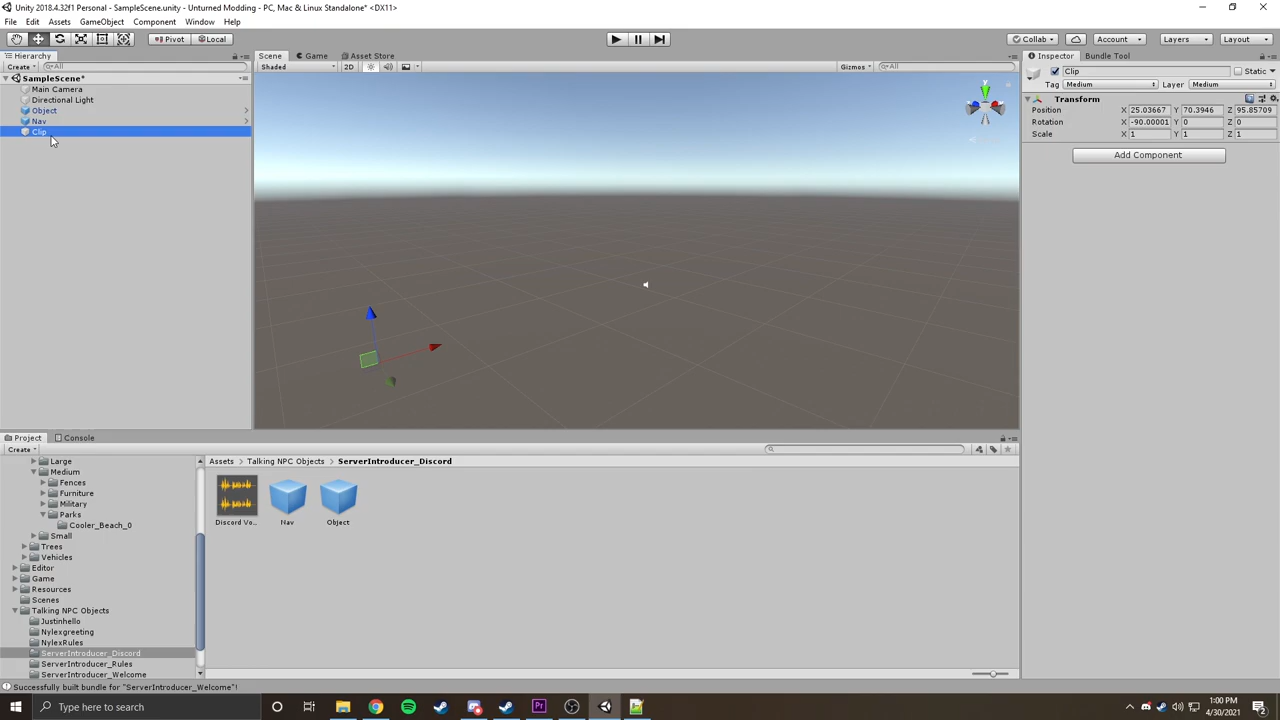 Unity 2018.4.32f1 Personal - SampleScene.unity - Unturned Modding - PC, Mac & Linux Standalone* <DX11>
File Edit Assets GameObject Component Window Help
Pivot Local Collab Account Layers Layout
Hierarchy Scene Game Asset Store Inspector Bundle Tool
Create All Shaded 2D Gizmos All Clip Static
SampleScene*
Tag Medium Layer Medium
Main Camera
Directional Light
Object
Nav
Clip
Transform
Position X 25.03667 Y 70.3946 Z 95.85709
Rotation X -90.00001 Y 0 Z 0
Scale X 1 Y 1 Z 1
Add Component
y
Project Console
Create
Large
Medium
Fences
Furniture
Military
Parks
Cooler_Beach_0
Small
Trees
Vehicles
Editor
Game
Resources
Scenes
Talking NPC Objects
Justinhello
Nylexgreeting
NylexRules
ServerIntroducer_Discord
ServerIntroducer_Rules
ServerIntroducer_Welcome
Assets Talking NPC Objects ServerIntroducer_Discord
Discord Vo... Nav Object
Successfully built bundle for "ServerIntroducer_Welcome"!
Type here to search
Pr
1:00 PM
4/30/2021
2